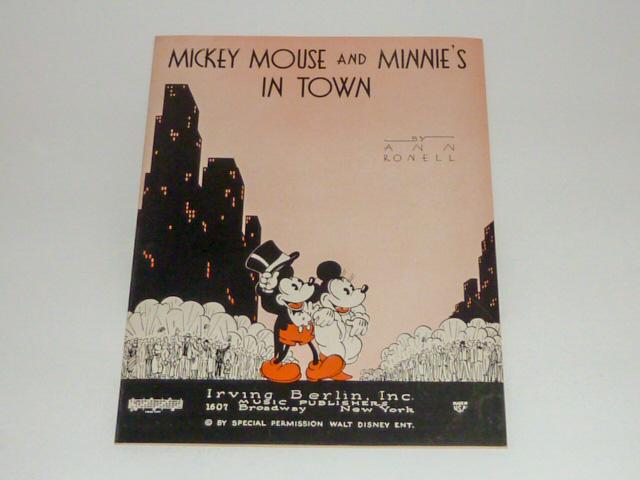 MICKEY MOUSE AND MINNIE'S
IN TOWN
BY
ANN
RONELL
Irving Berlin, Inc.
MUSIC PUBLISHERS
1607 Broadway New York
© BY SPECIAL PERMISSION WALT DISNEY ENT.